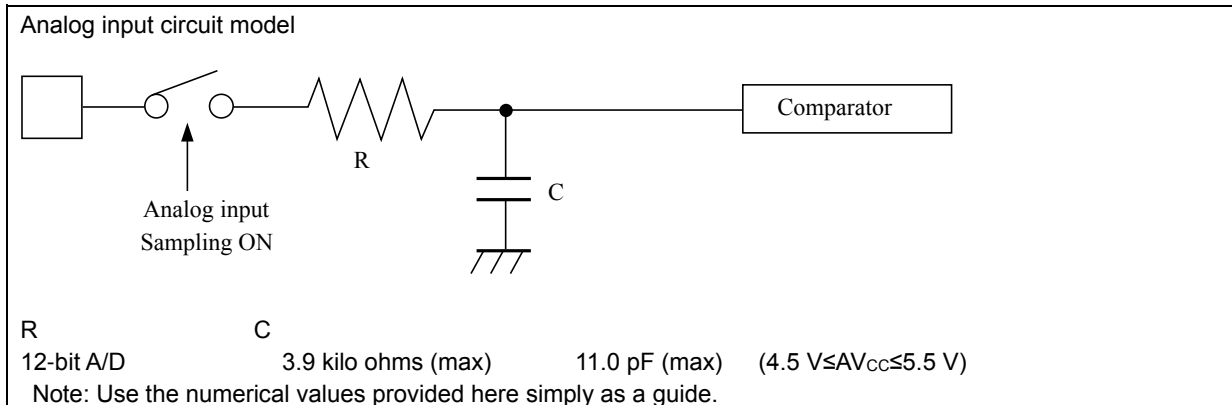 Analog input circuit model
Comparator
R
C
Analog input
Sampling ON
R C
12-bit A/D 3.9 kilo ohms (max) 11.0 pF (max) (4.5 V≤AVCC≤5.5 V)
Note: Use the numerical values provided here simply as a guide.